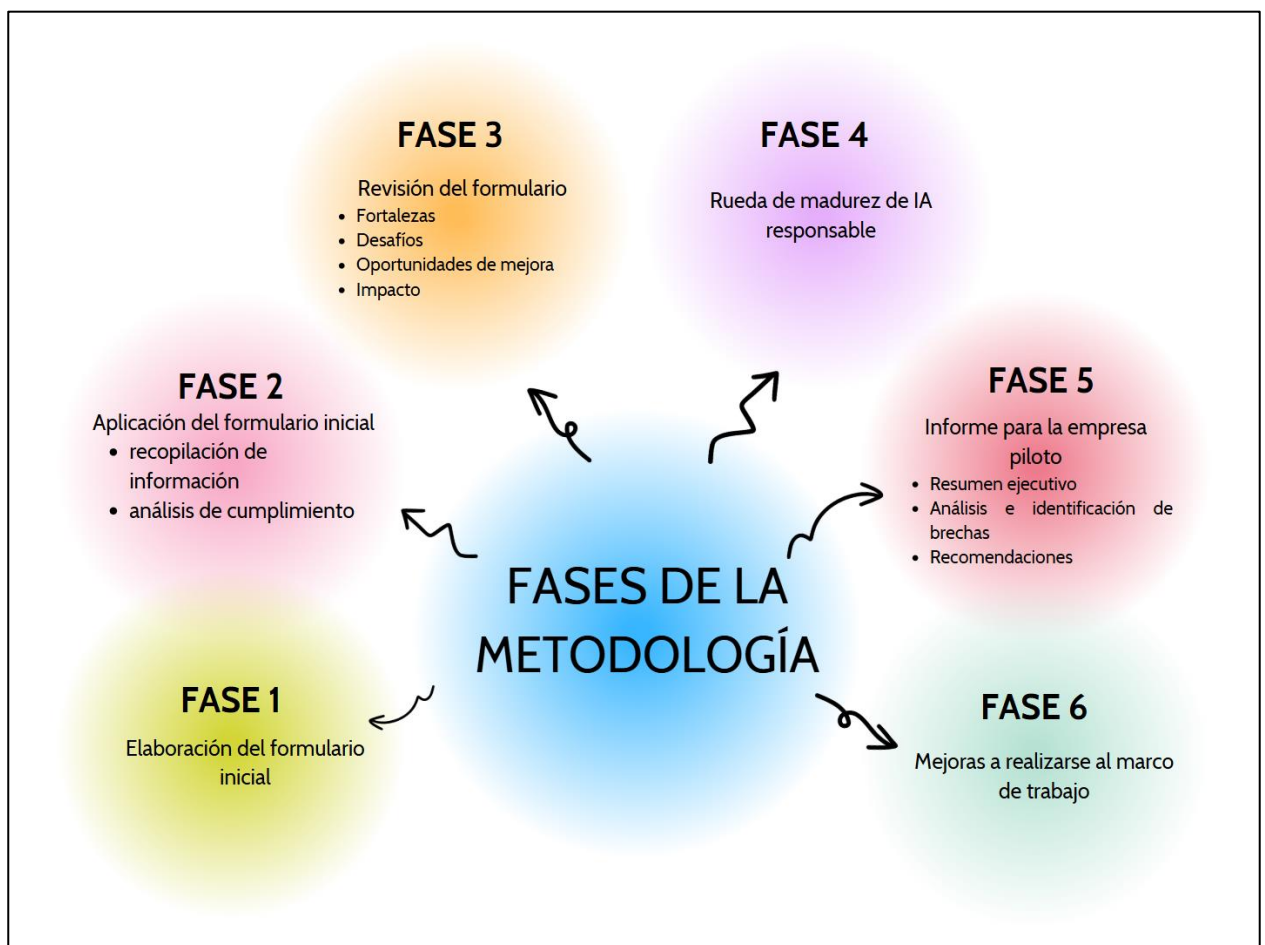 FASES DE LA
METODOLOGÍA
FASE 1
Elaboración del formulario
inicial
FASE 2
Aplicación del formulario inicial
• recopilación de
información
• análisis de cumplimiento
FASE 3
Revisión del formulario
• Fortalezas
• Desafíos
• Oportunidades de mejora
• Impacto
FASE 4
Rueda de madurez de IA
responsable
FASE 5
Informe para la empresa
piloto
• Resumen ejecutivo
• Análisis e identificación de
brechas
• Recomendaciones
FASE 6
Mejoras a realizarse al marco
de trabajo